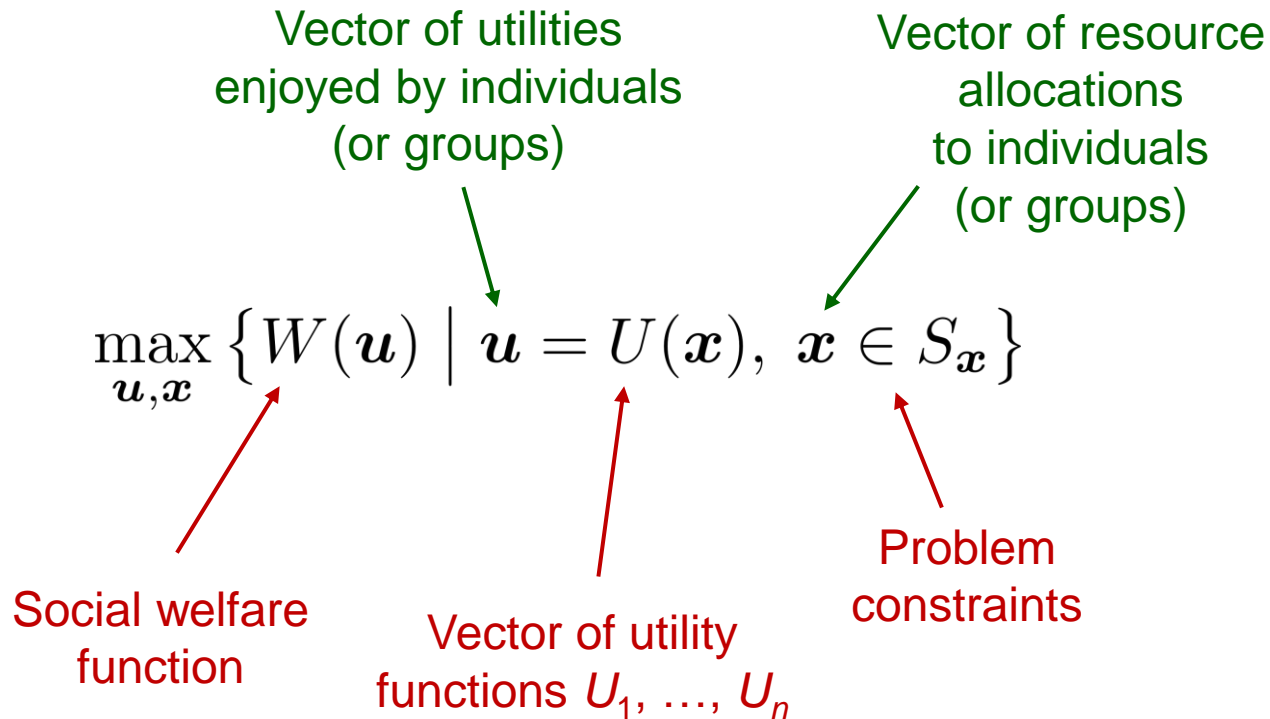 Vector of utilities
enjoyed by individuals
(or groups)
Vector of resource
allocations
to individuals
(or groups)
max {W(u) | u = U(x), x ∈ Sₓ}
u,x
Social welfare
function
Vector of utility
functions U₁, …, Uₙ
Problem
constraints